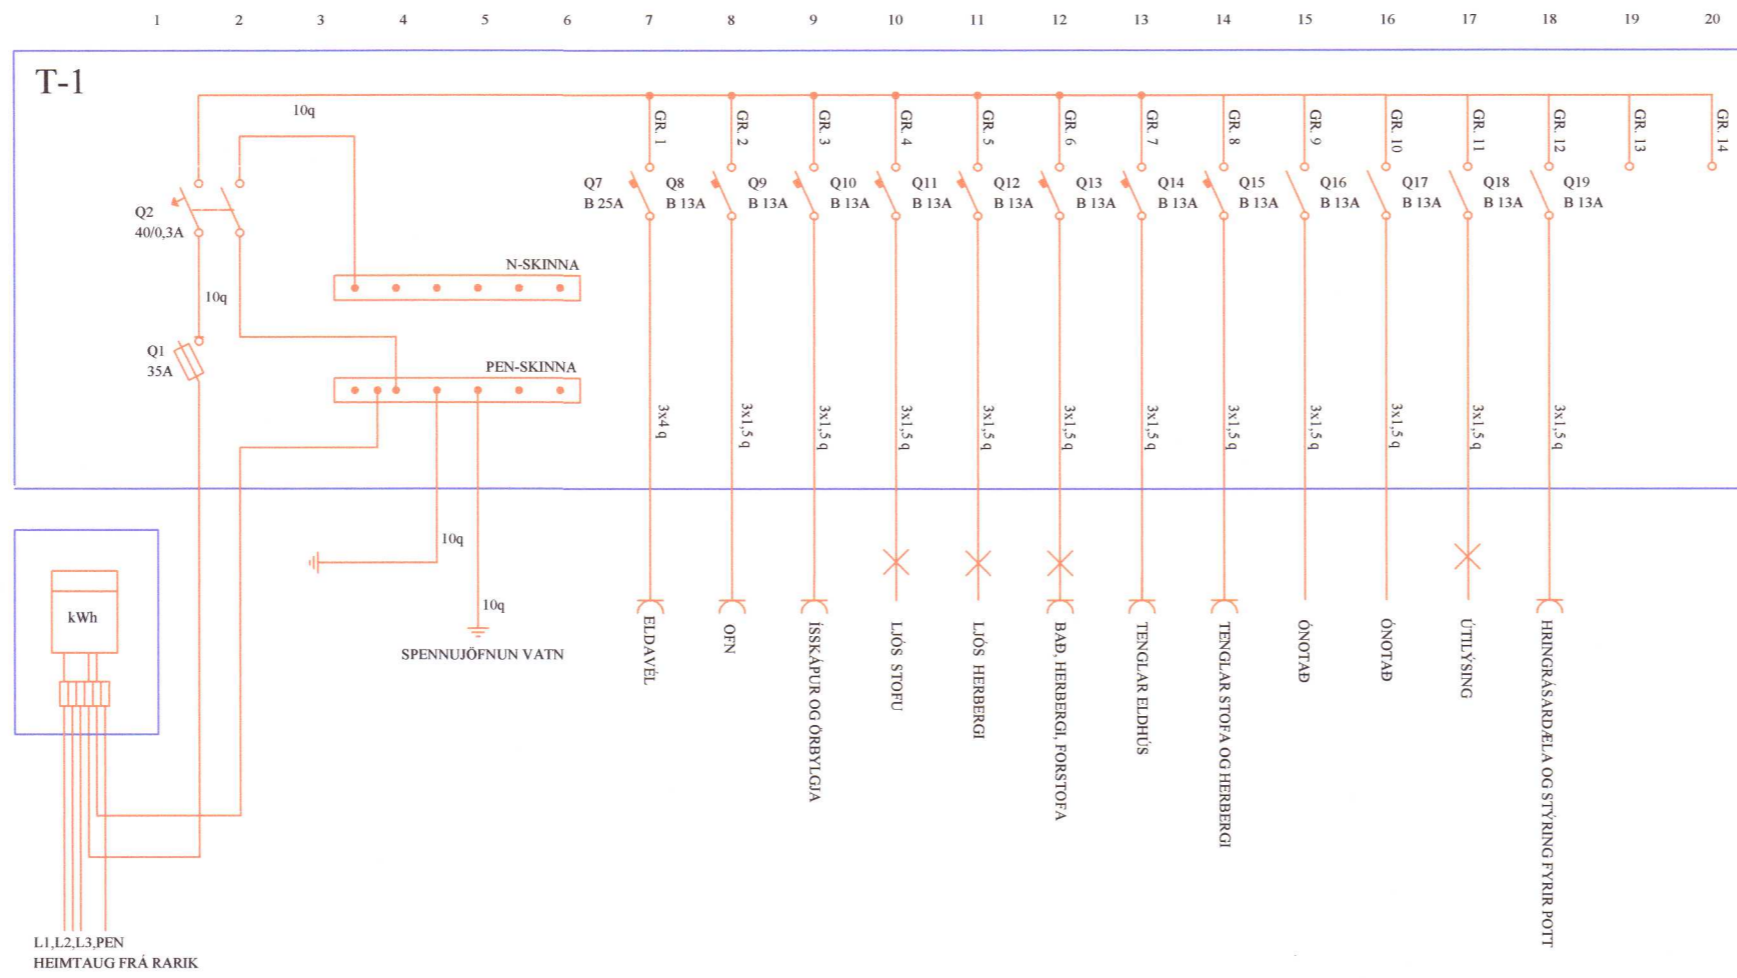 1 2 3 4 5 6 7 8 9 10 11 12 13 14 15 16 17 18 19 20
T-1
10q
GR. 1
GR. 2
GR. 3
GR. 4
GR. 5
GR. 6
GR. 7
GR. 8
GR. 9
GR. 10
GR. 11
GR. 12
GR. 13
GR. 14
Q2
40/0,3A
Q7
B 25A
Q8
B 13A
Q9
B 13A
Q10
B 13A
Q11
B 13A
Q12
B 13A
Q13
B 13A
Q14
B 13A
Q15
B 13A
Q16
B 13A
Q17
B 13A
Q18
B 13A
Q19
B 13A
N-SKINNA
10q
Q1
35A
PEN-SKINNA
3x4 q
3x1,5 q
3x1,5 q
3x1,5 q
3x1,5 q
3x1,5 q
3x1,5 q
3x1,5 q
3x1,5 q
3x1,5 q
3x1,5 q
3x1,5 q
10q
10q
SPENNUJÖFNUN VATN
kWh
ELDAVÉL
OFN
ÍSSKÁPUR OG ÖRBYLGJA
LJÓS STOFU
LJÓS HERBERGI
BAÐ, HERBERGI, FORSTOFA
TENGLAR ELDHÚS
TENGLAR STOFA OG HERBERGI
ÓNOTAÐ
ÓNOTAÐ
ÚTILÝSING
HRINGRÁSARDÆLA OG STÝRING FYRIR POTT
L1,L2,L3,PEN
HEIMTAUG FRÁ RARIK